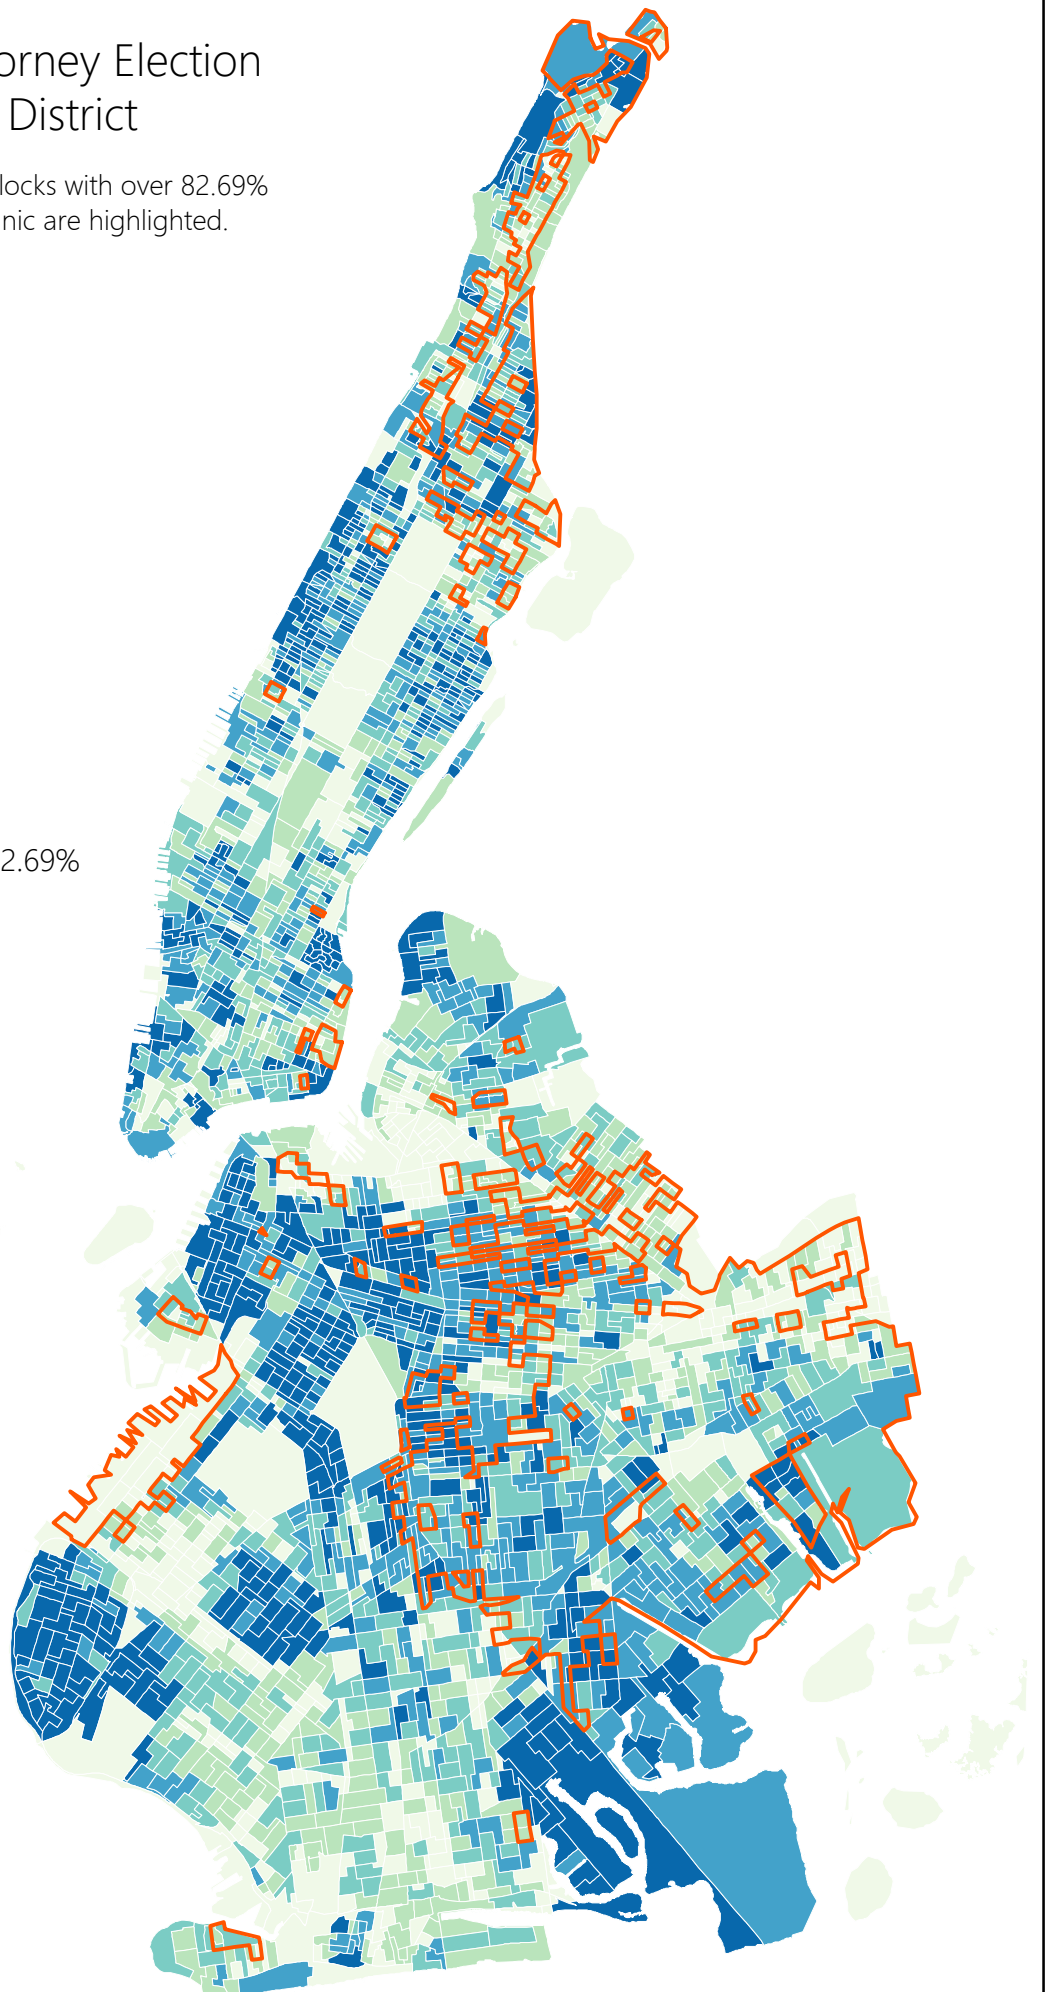 orney Election
District
locks with over 82.69%
nic are highlighted.
2.69%